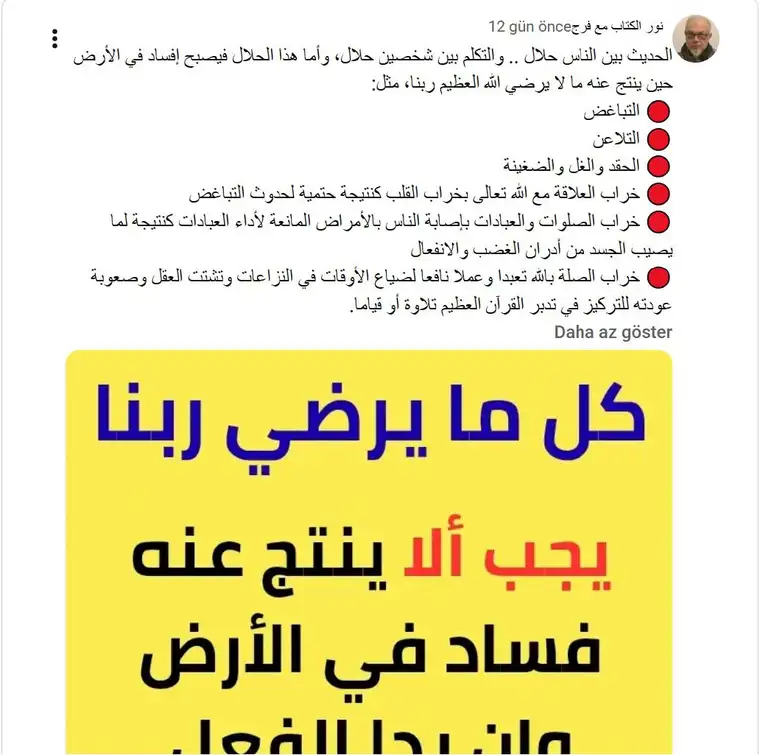 نور الكتاب مع فرج 12 gün önce
الحديث بين الناس حلال .. والتكلم بين شخصين حلال، وأما هذا الحلال فيصبح إفساد في الأرض
حين ينتج عنه ما لا يرضي الله العظيم ربنا، مثل:
🔴 التباغض
🔴 التلاعن
🔴 الحقد والغل والضغينة
🔴 خراب العلاقة مع الله تعالى بخراب القلب كنتيجة حتمية لحدوث التباغض
🔴 خراب الصلوات والعبادات بإصابة الناس بالأمراض المانعة لأداء العبادات كنتيجة لما
يصيب الجسد من أدران الغضب والانفعال
🔴 خراب الصلة بالله تعبدا وعملا نافعا لضياع الأوقات في النزاعات وتشتت العقل وصعوبة
عودته للتركيز في تدبر القرآن العظيم تلاوة أو قياما.
Daha az göster
كل ما يرضي ربنا
يجب ألا ينتج عنه
فساد في الأرض
وإن بدا الفعل